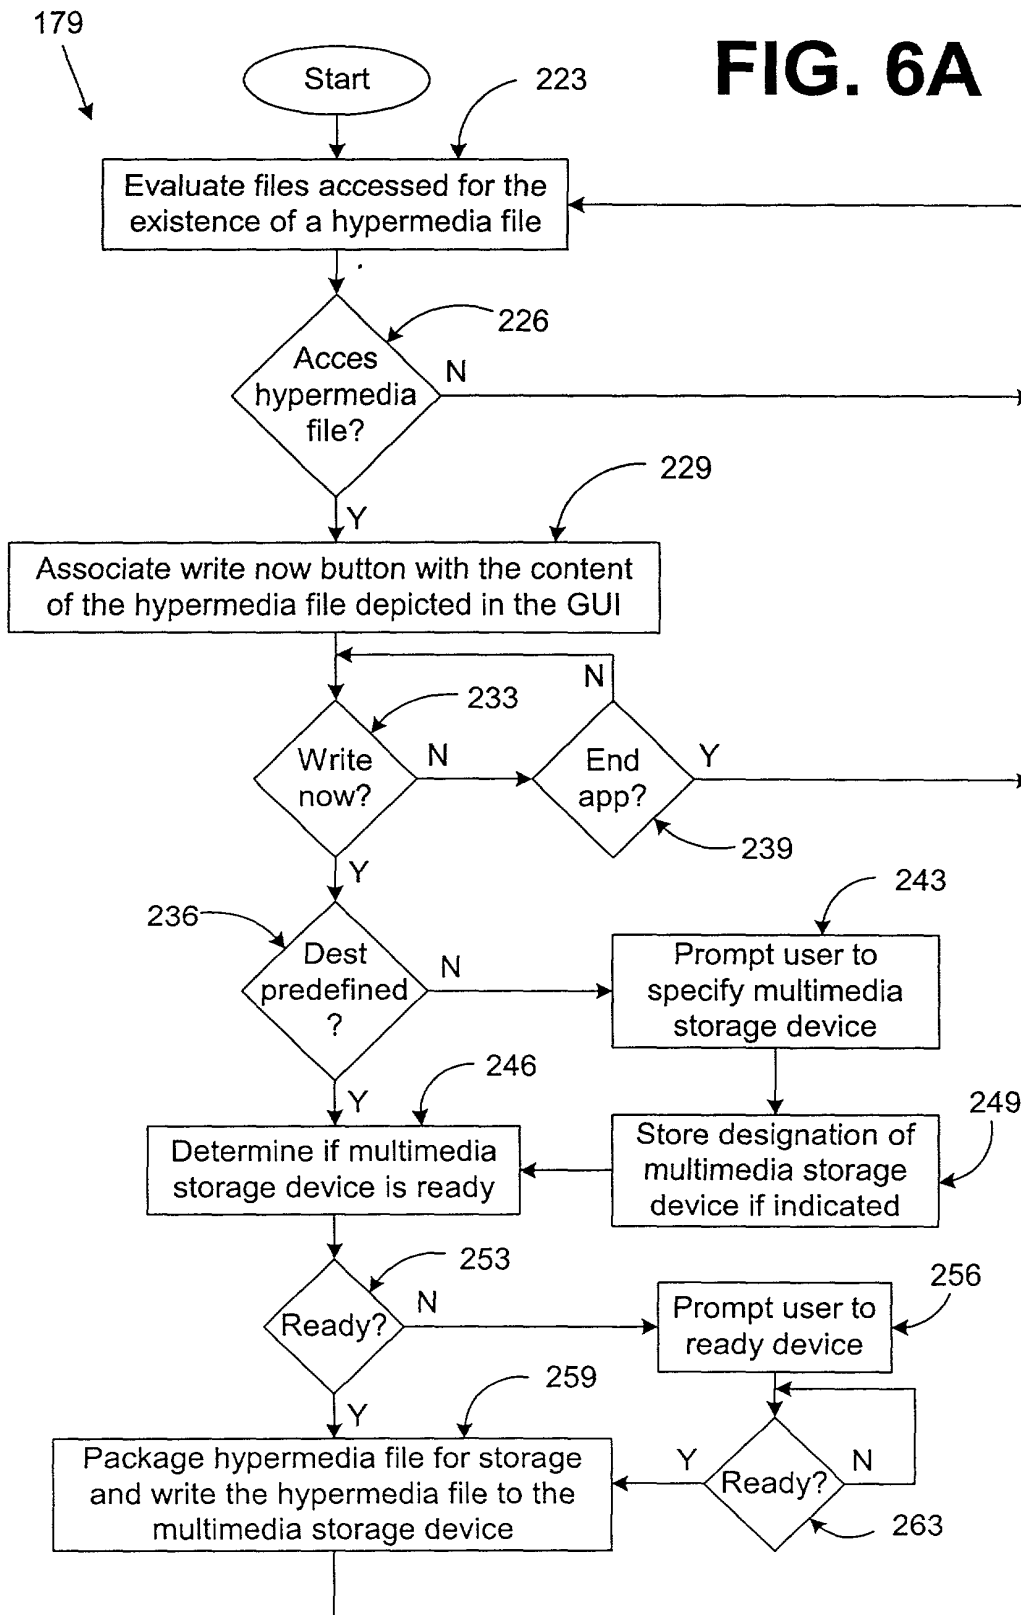 179
FIG. 6A
Start
223
Evaluate files accessed for the
existence of a hypermedia file
226
Acces
hypermedia
file?
N
Y
229
Associate write now button with the content
of the hypermedia file depicted in the GUI
N
233
Write
now?
N
End
app?
Y
239
Y
236
Dest
predefined
?
N
243
Prompt user to
specify multimedia
storage device
Y
246
249
Determine if multimedia
storage device is ready
Store designation of
multimedia storage
device if indicated
253
Ready?
N
256
Prompt user to
ready device
Y
259
Package hypermedia file for storage
and write the hypermedia file to the
multimedia storage device
Y
Ready?
N
263